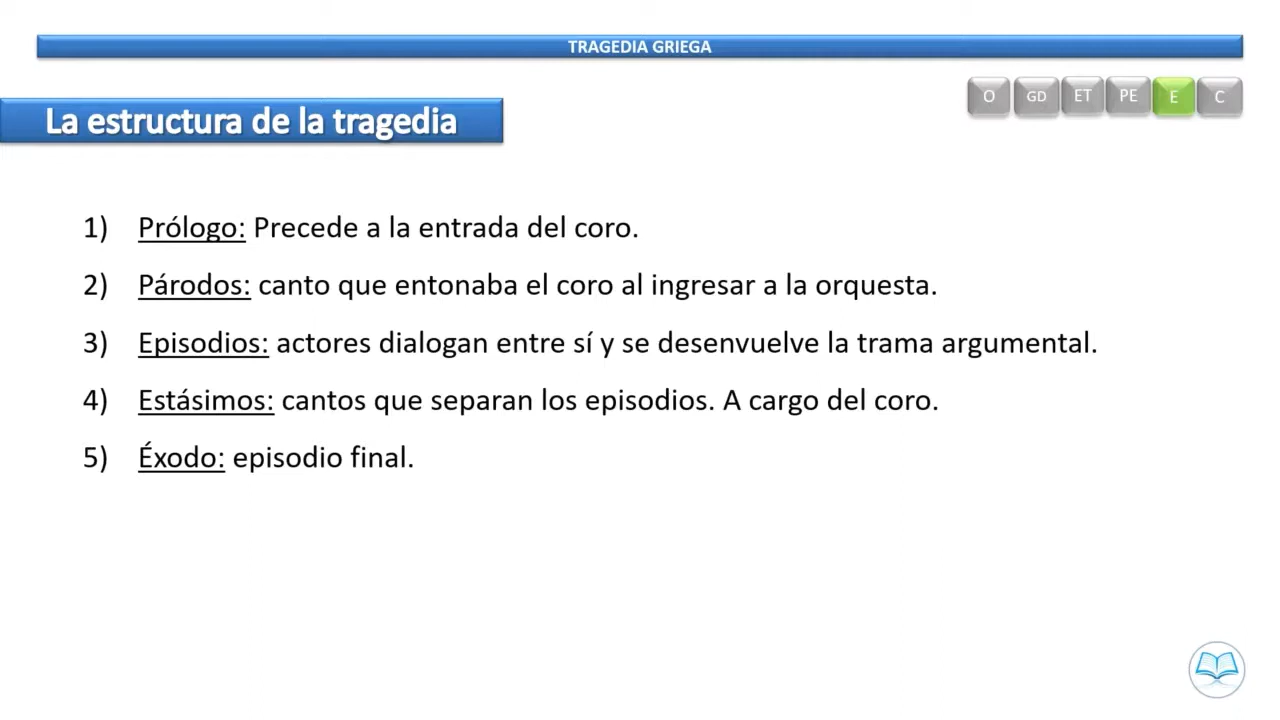 TRAGEDIA GRIEGA
O GD ET PE E C
La estructura de la tragedia
1) Prólogo: Precede a la entrada del coro.
2) Párodos: canto que entonaba el coro al ingresar a la orquesta.
3) Episodios: actores dialogan entre sí y se desenvuelve la trama argumental.
4) Estásimos: cantos que separan los episodios. A cargo del coro.
5) Éxodo: episodio final.